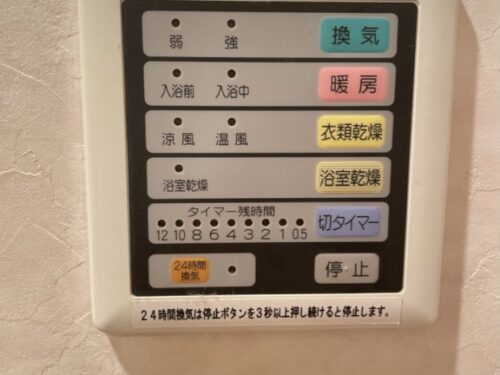 弱 強 換気
入浴前 入浴中 暖房
涼風 温風 衣類乾燥
浴室乾燥 浴室乾燥
タイマー残時間
12 10 8 6 4 3 2 1 0.5 切タイマー
24時間
換気 停止
24時間換気は停止ボタンを3秒以上押し続けると停止します。